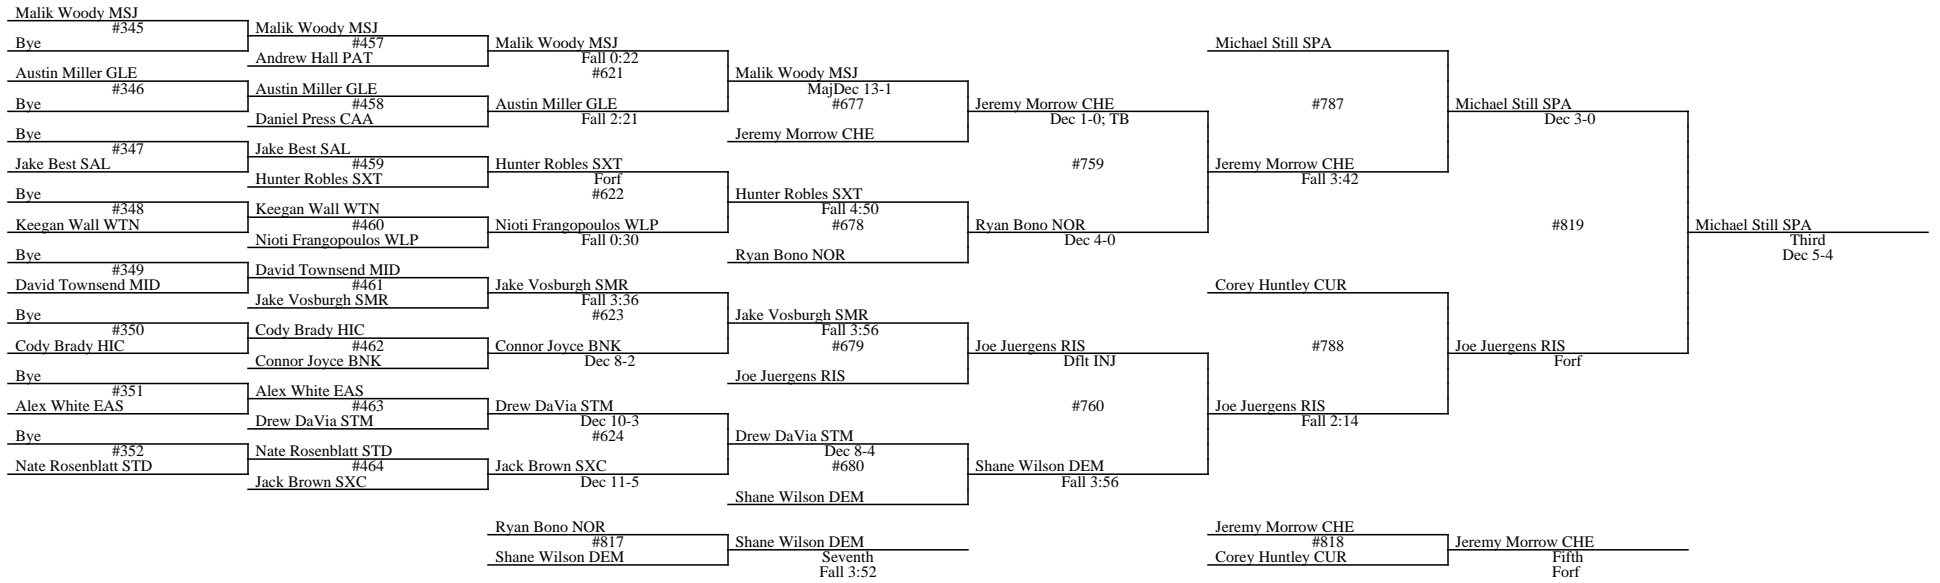 Malik Woody MSJ
#345
Bye
Austin Miller GLE
#346
Bye
Bye
#347
Jake Best SAL
Bye
#348
Keegan Wall WTN
Bye
#349
David Townsend MID
Bye
#350
Cody Brady HIC
Bye
#351
Alex White EAS
Bye
#352
Nate Rosenblatt STD
Malik Woody MSJ
#457
Andrew Hall PAT
Austin Miller GLE
#458
Daniel Press CAA
Jake Best SAL
#459
Hunter Robles SXT
Keegan Wall WTN
#460
Nioti Frangopoulos WLP
David Townsend MID
#461
Jake Vosburgh SMR
Cody Brady HIC
#462
Connor Joyce BNK
Alex White EAS
#463
Drew DaVia STM
Nate Rosenblatt STD
#464
Jack Brown SXC
Malik Woody MSJ
Fall 0:22
#621
Austin Miller GLE
Fall 2:21
Hunter Robles SXT
Forf
#622
Nioti Frangopoulos WLP
Fall 0:30
Jake Vosburgh SMR
Fall 3:36
#623
Connor Joyce BNK
Dec 8-2
Drew DaVia STM
Dec 10-3
#624
Jack Brown SXC
Dec 11-5
Malik Woody MSJ
MajDec 13-1
#677
Jeremy Morrow CHE
Hunter Robles SXT
Fall 4:50
#678
Ryan Bono NOR
Jake Vosburgh SMR
Fall 3:56
#679
Joe Juergens RIS
Drew DaVia STM
Dec 8-4
#680
Shane Wilson DEM
Jeremy Morrow CHE
Dec 1-0; TB
#759
Ryan Bono NOR
Dec 4-0
Joe Juergens RIS
Dflt INJ
#760
Shane Wilson DEM
Fall 3:56
Michael Still SPA
#787
Jeremy Morrow CHE
Fall 3:42
Corey Huntley CUR
#788
Joe Juergens RIS
Fall 2:14
Michael Still SPA
Dec 3-0
#819
Joe Juergens RIS
Forf
Michael Still SPA
Third
Dec 5-4
Ryan Bono NOR
#817
Shane Wilson DEM
Shane Wilson DEM
Seventh
Fall 3:52
Jeremy Morrow CHE
#818
Corey Huntley CUR
Jeremy Morrow CHE
Fifth
Forf